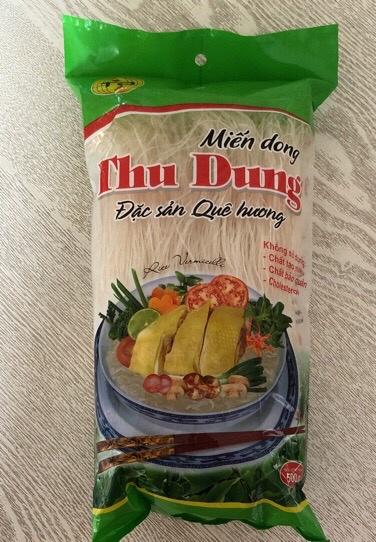 Miến dong
Thu Dung
Đặc sản Quê hương
Không sử dụng
- Chất tẩy
- Chất bảo quản
- Cholesterol
Rice Vermicelli